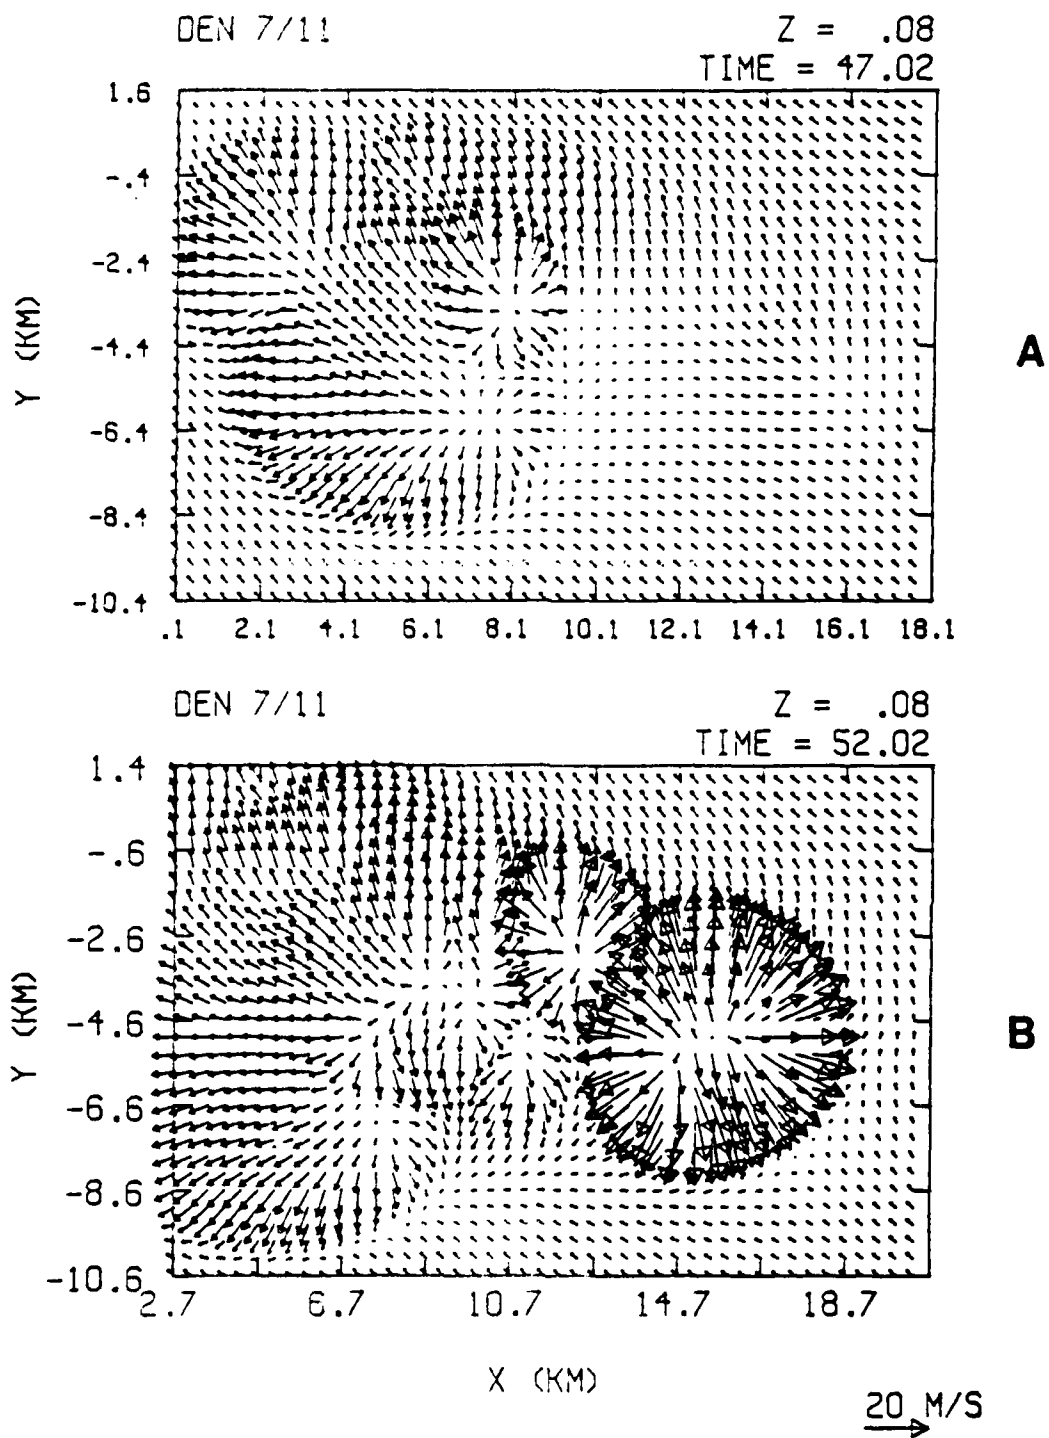 DEN 7/11
Z = .08
TIME = 47.02
1.6
-.4
-2.4
-4.4
-6.4
-8.4
-10.4
Y (KM)
A
.1 2.1 4.1 6.1 8.1 10.1 12.1 14.1 16.1 18.1
DEN 7/11
Z = .08
TIME = 52.02
1.4
-.6
-2.6
-4.6
-6.6
-8.6
-10.6
Y (KM)
B
2.7 6.7 10.7 14.7 18.7
X (KM)
20 M/S